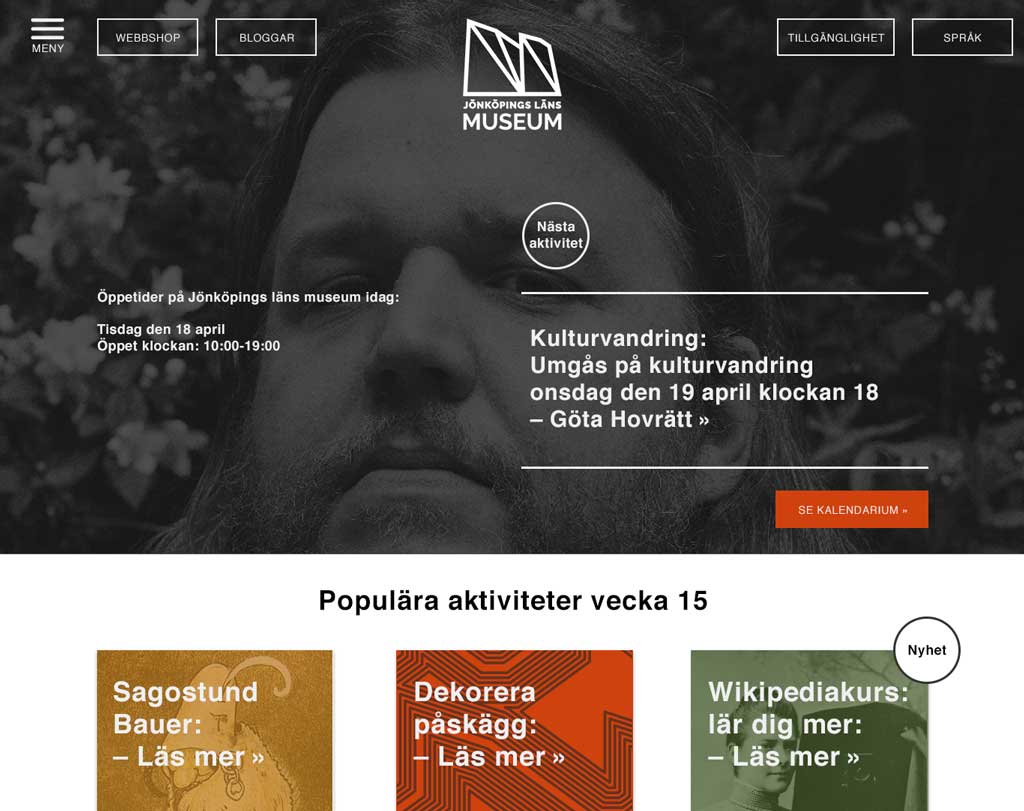 MENY
WEBBSHOP
BLOGGAR
JÖNKÖPINGS LÄNS
MUSEUM
TILLGÄNGLIGHET
SPRÅK
Öppetider på Jönköpings läns museum idag:
Tisdag den 18 april
Öppet klockan: 10:00-19:00
Nästa
aktivitet
Kulturvandring:
Umgås på kulturvandring
onsdag den 19 april klockan 18
– Göta Hovrätt »
SE KALENDARIUM »
Populära aktiviteter vecka 15
Sagostund
Bauer:
– Läs mer »
Dekorera
påskägg:
– Läs mer »
Nyhet
Wikipediakurs:
lär dig mer:
– Läs mer »